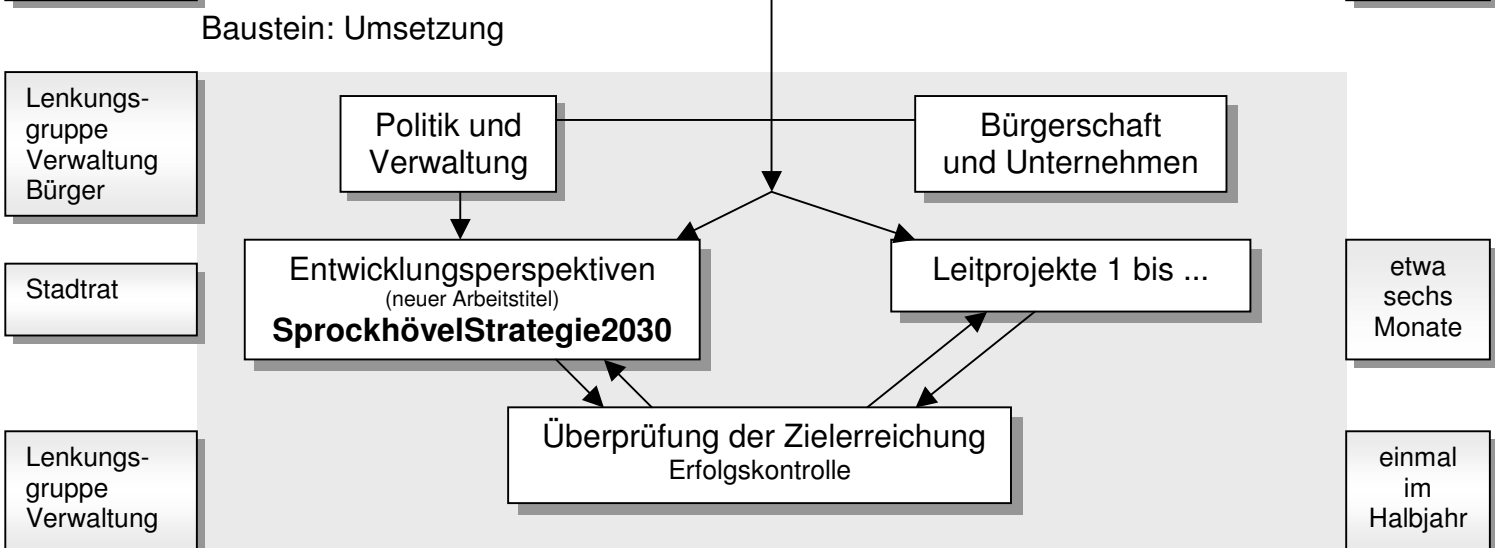 Baustein: Umsetzung
Lenkungs-
gruppe
Verwaltung
Bürger
Politik und
Verwaltung
Bürgerschaft
und Unternehmen
Stadtrat
Entwicklungsperspektiven
(neuer Arbeitstitel)
SprockhövelStrategie2030
Leitprojekte 1 bis ...
etwa
sechs
Monate
Lenkungs-
gruppe
Verwaltung
Überprüfung der Zielerreichung
Erfolgskontrolle
einmal
im
Halbjahr